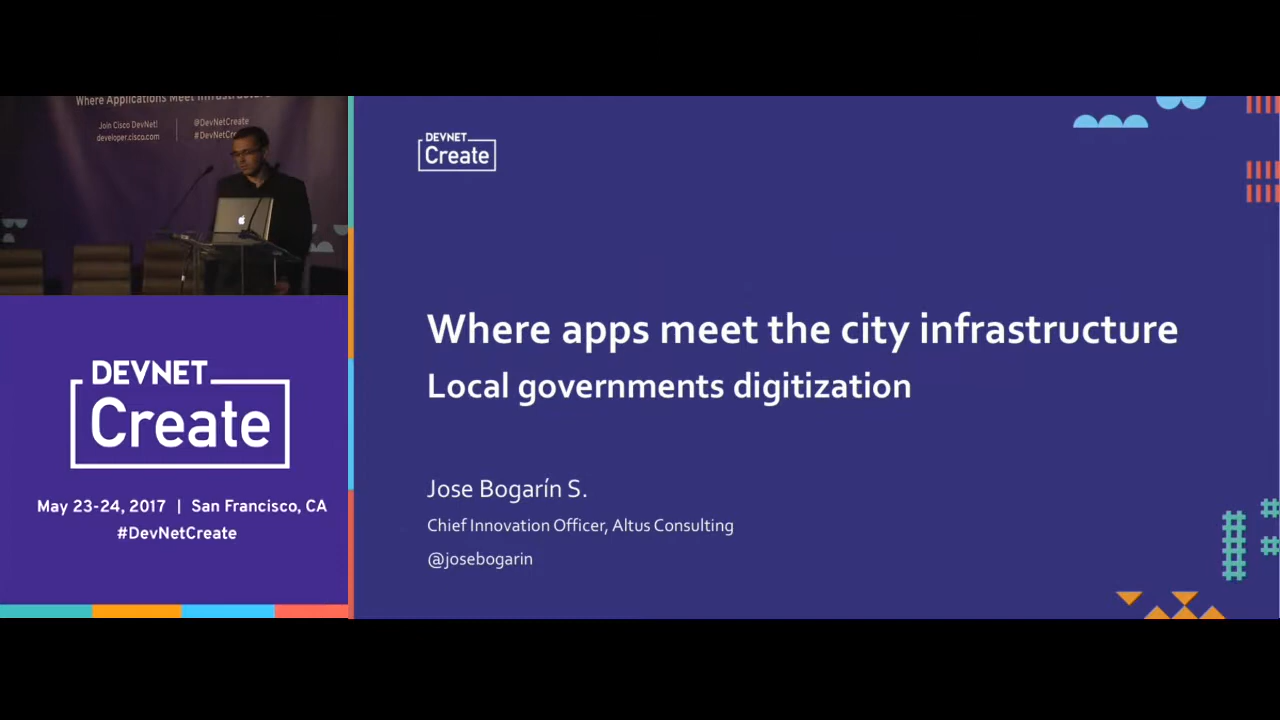 Where Applications Meet Infrastructure
Join Cisco DevNet!
developer.cisco.com
@DevNetCreate
#DevNetCre
DEVNET
Create
May 23-24, 2017 | San Francisco, CA
#DevNetCreate
DEVNET
Create
Where apps meet the city infrastructure
Local governments digitization
Jose Bogarín S.
Chief Innovation Officer, Altus Consulting
@josebogarin